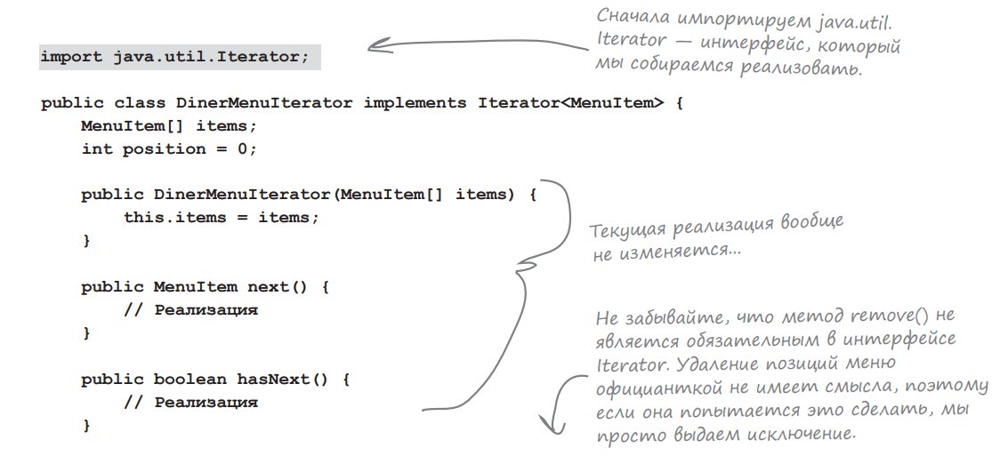 import java.util.Iterator;
Сначала импортируем java.util.
Iterator — интерфейс, который
мы собираемся реализовать.
public class DinerMenuIterator implements Iterator<MenuItem> {
MenuItem[] items;
int position = 0;
public DinerMenuIterator(MenuItem[] items) {
this.items = items;
}
Текущая реализация вообще
не изменяется...
public MenuItem next() {
// Реализация
}
public boolean hasNext() {
// Реализация
}
Не забывайте, что метод remove() не
является обязательным в интерфейсе
Iterator. Удаление позиций меню
официанткой не имеет смысла, поэтому
если она попытается это сделать, мы
просто выдаем исключение.